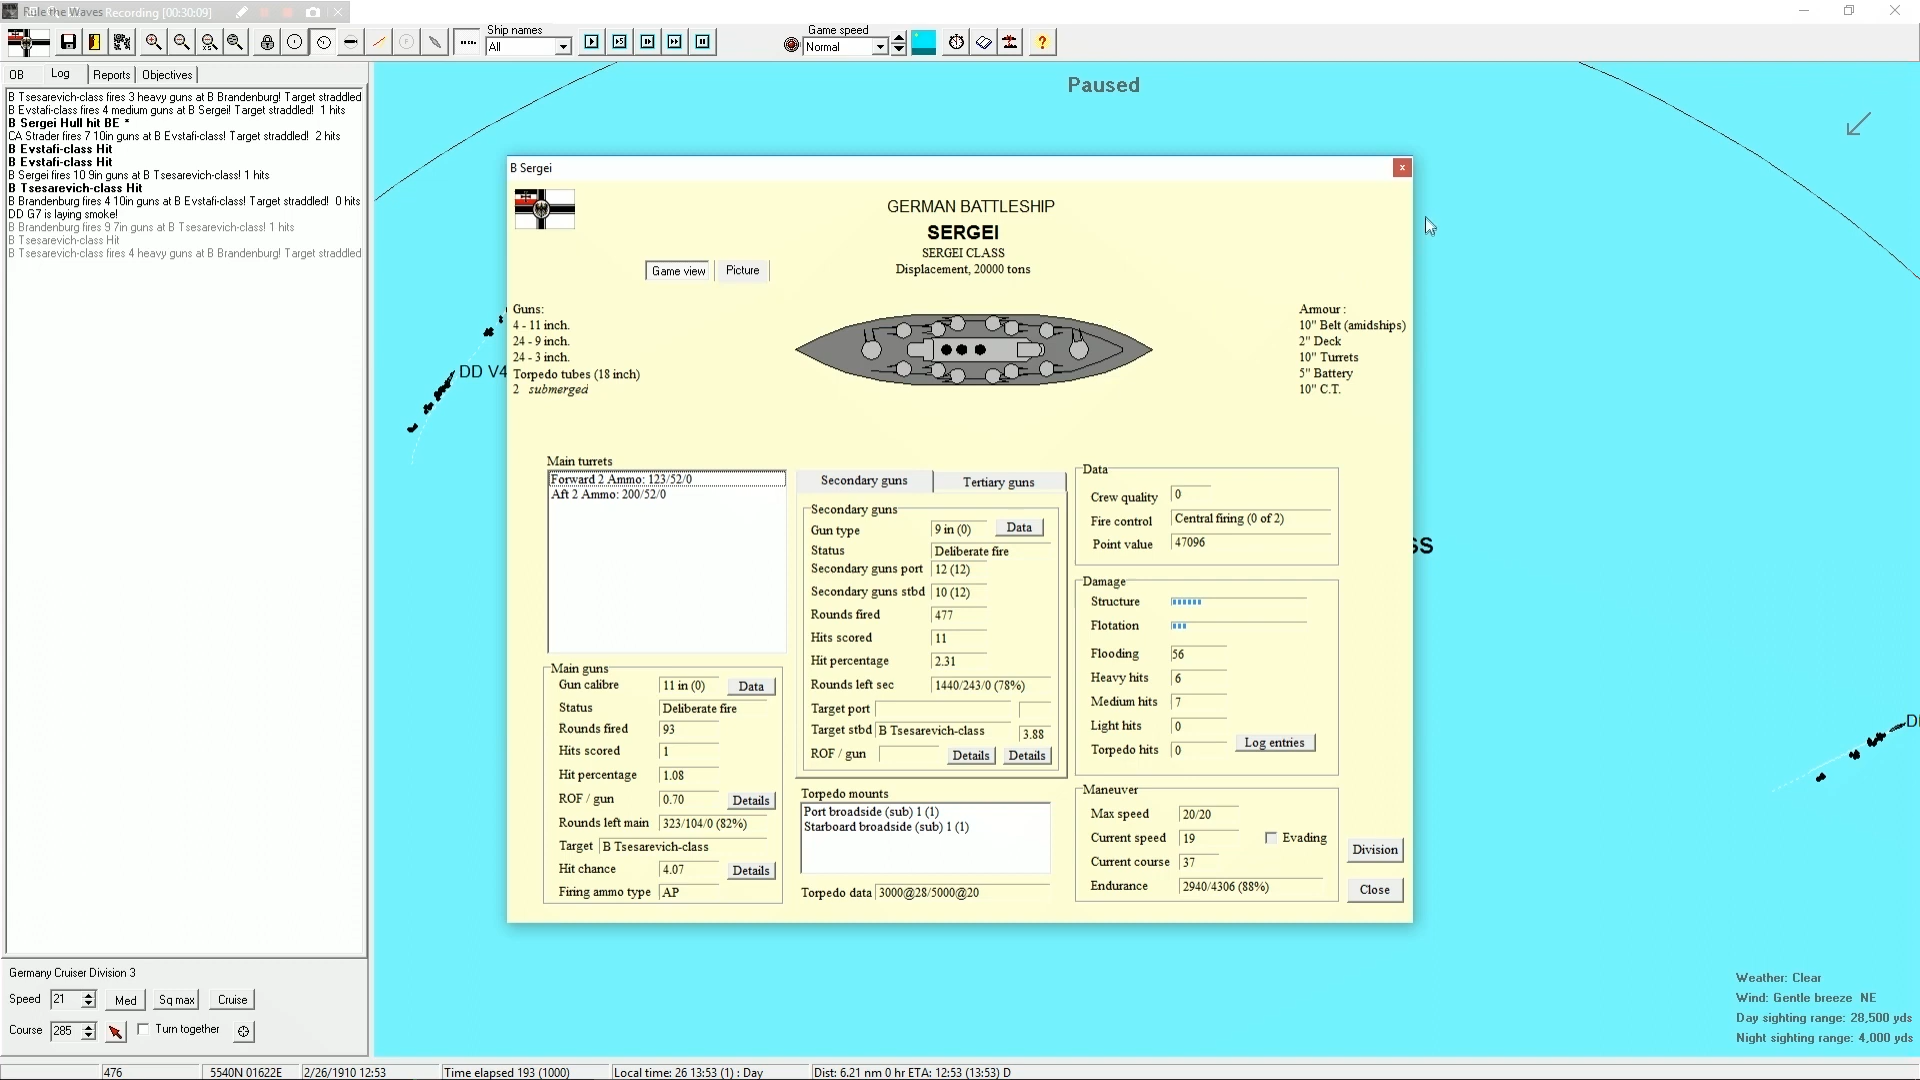 Rule the Waves Recording [00:30:09]
Ship names
All
Game speed
Normal
OB Log Reports Objectives
B Tsesarevich-class fires 3 heavy guns at B Brandenburg! Target straddled
B Evstafi-class fires 4 medium guns at B Sergei! Target straddled! 1 hits
B Sergei Hull hit BE *
CA Strader fires 7 10in guns at B Evstafi-class! Target straddled! 2 hits
B Evstafi-class Hit
B Evstafi-class Hit
B Sergei fires 10 9in guns at B Tsesarevich-class! 1 hits
B Tsesarevich-class Hit
B Brandenburg fires 4 10in guns at B Evstafi-class! Target straddled! 0 hits
DD G7 is laying smoke!
B Brandenburg fires 9 7in guns at B Tsesarevich-class! 1 hits
B Tsesarevich-class Hit
B Tsesarevich-class fires 4 heavy guns at B Brandenburg! Target straddled
Paused
DD V4
SS
D
B Sergei
GERMAN BATTLESHIP
SERGEI
SERGEI CLASS
Displacement, 20000 tons
Game view Picture
Guns:
4 - 11 inch.
24 - 9 inch.
24 - 3 inch.
Torpedo tubes (18 inch)
2 submerged
Armour :
10" Belt (amidships)
2" Deck
10" Turrets
5" Battery
10" C.T.
Main turrets
Forward 2 Ammo: 123/52/0
Aft 2 Ammo: 200/52/0
Main guns
Gun calibre 11 in (0) Data
Status Deliberate fire
Rounds fired 93
Hits scored 1
Hit percentage 1.08
ROF / gun 0.70 Details
Rounds left main 323/104/0 (82%)
Target B Tsesarevich-class
Hit chance 4.07 Details
Firing ammo type AP
Secondary guns Tertiary guns
Secondary guns
Gun type 9 in (0) Data
Status Deliberate fire
Secondary guns port 12 (12)
Secondary guns stbd 10 (12)
Rounds fired 477
Hits scored 11
Hit percentage 2.31
Rounds left sec 1440/243/0 (78%)
Target port
Target stbd B Tsesarevich-class 3.88
ROF / gun Details Details
Torpedo mounts
Port broadside (sub) 1 (1)
Starboard broadside (sub) 1 (1)
Torpedo data 3000@28/5000@20
Data
Crew quality 0
Fire control Central firing (0 of 2)
Point value 47096
Damage
Structure
Flotation
Flooding 56
Heavy hits 6
Medium hits 7
Light hits 0
Torpedo hits 0
Log entries
Maneuver
Max speed 20/20
Current speed 19 Evading
Current course 37
Endurance 2940/4306 (88%)
Division
Close
Germany Cruiser Division 3
Speed 21 Med Sq max Cruise
Course 285 Turn together
Weather: Clear
Wind: Gentle breeze NE
Day sighting range: 28,500 yds
Night sighting range: 4,000 yds
476 5540N 01622E 2/26/1910 12:53 Time elapsed 193 (1000) Local time: 26 13:53 (1) : Day Dist: 6.21 nm 0 hr ETA: 12:53 (13:53) D